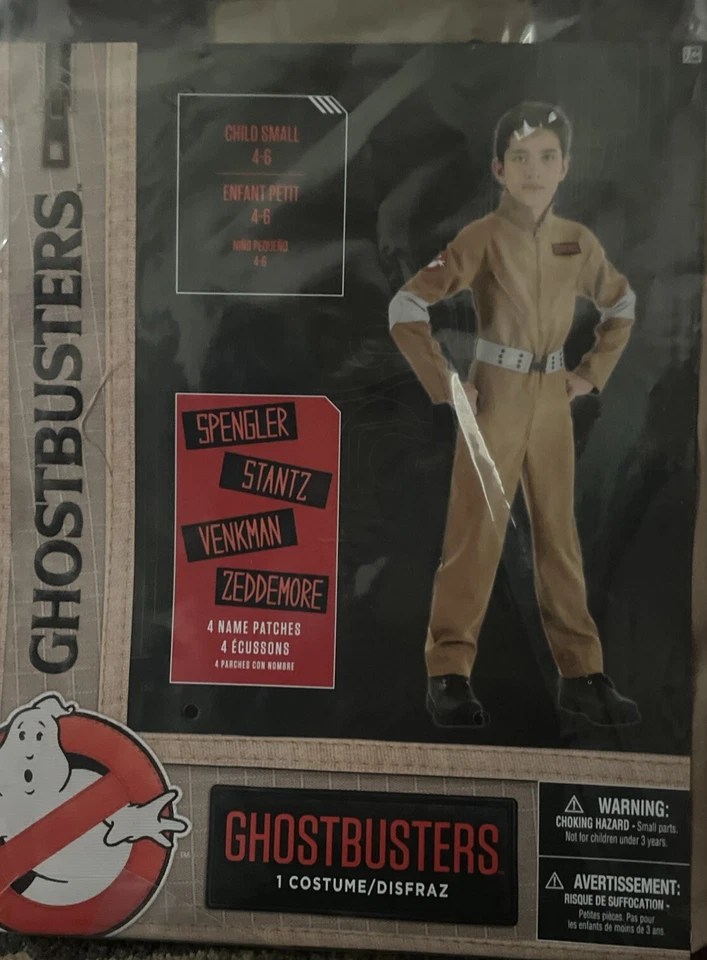 GHOSTBUSTERS™
CHILD SMALL
4-6
ENFANT PETIT
4-6
NIÑO PEQUEÑO
4-6
SPENGLER
STANTZ
VENKMAN
ZEDDEMORE
4 NAME PATCHES
4 ÉCUSSONS
4 PARCHES CON NOMBRE
TM
GHOSTBUSTERS
1 COSTUME/DISFRAZ
⚠ WARNING:
CHOKING HAZARD - Small parts.
Not for children under 3 years.
⚠ AVERTISSEMENT:
RISQUE DE SUFFOCATION -
Petites pièces. Pas pour
les enfants de moins de 3 ans.